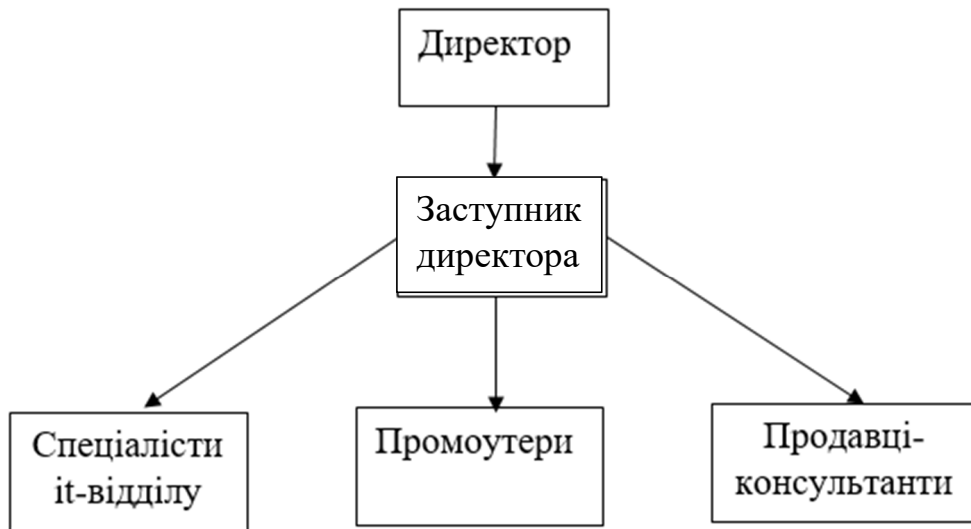 Директор
Заступник
директора
Спеціалісти
it-відділу
Промоутери
Продавці-
консультанти